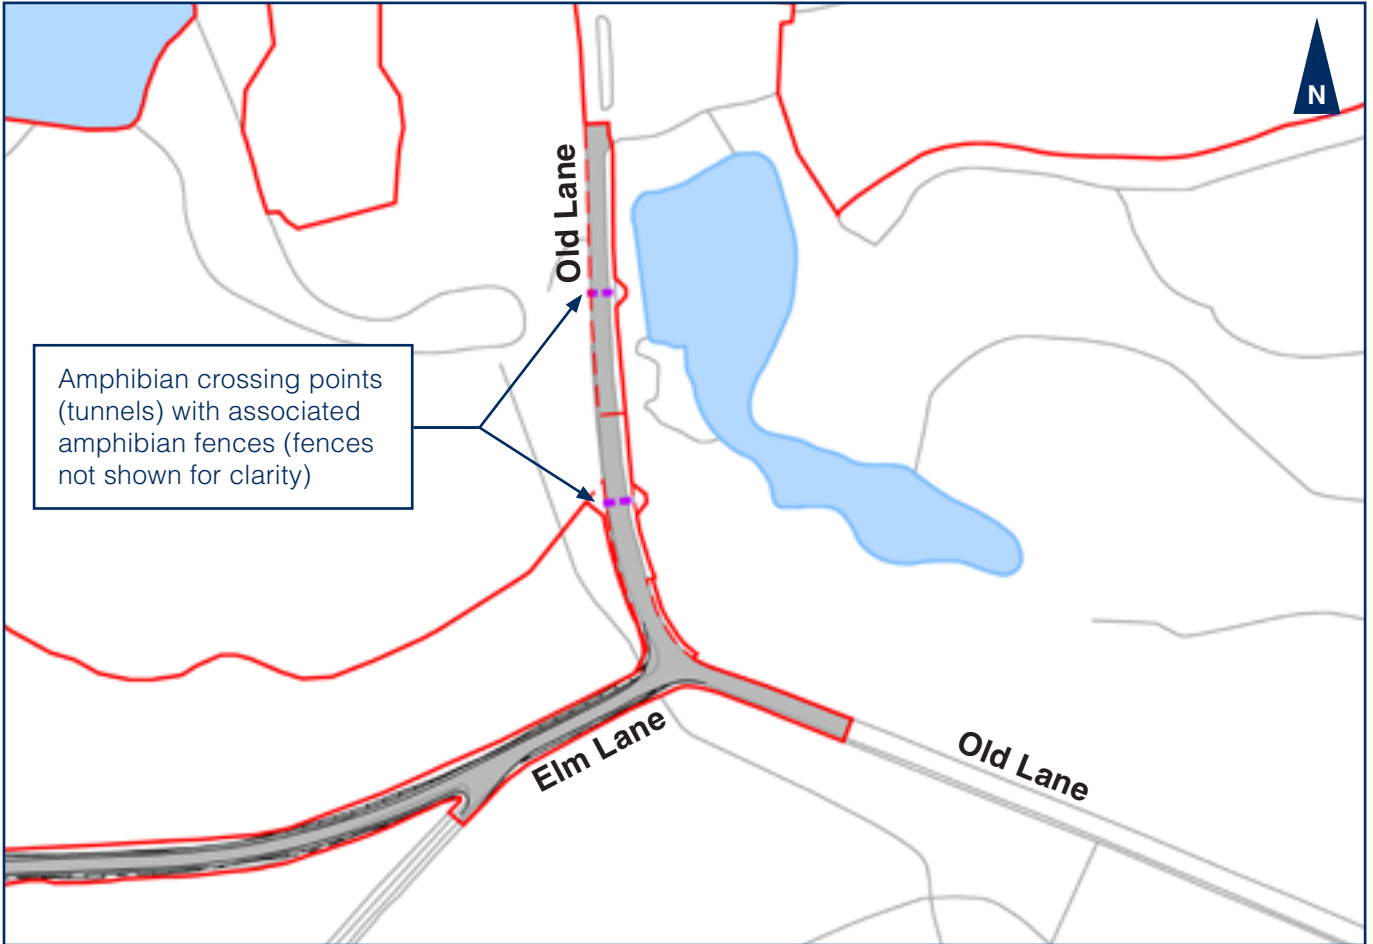 N
Old Lane
Amphibian crossing points
(tunnels) with associated
amphibian fences (fences
not shown for clarity)
Elm Lane
Old Lane